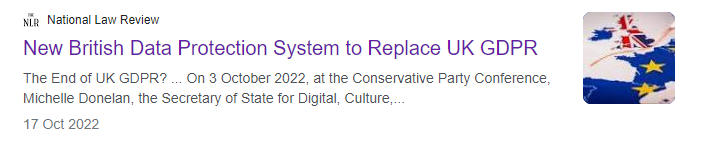 THE
NLR
National Law Review
New British Data Protection System to Replace UK GDPR
The End of UK GDPR? ... On 3 October 2022, at the Conservative Party Conference,
Michelle Donelan, the Secretary of State for Digital, Culture,...
17 Oct 2022